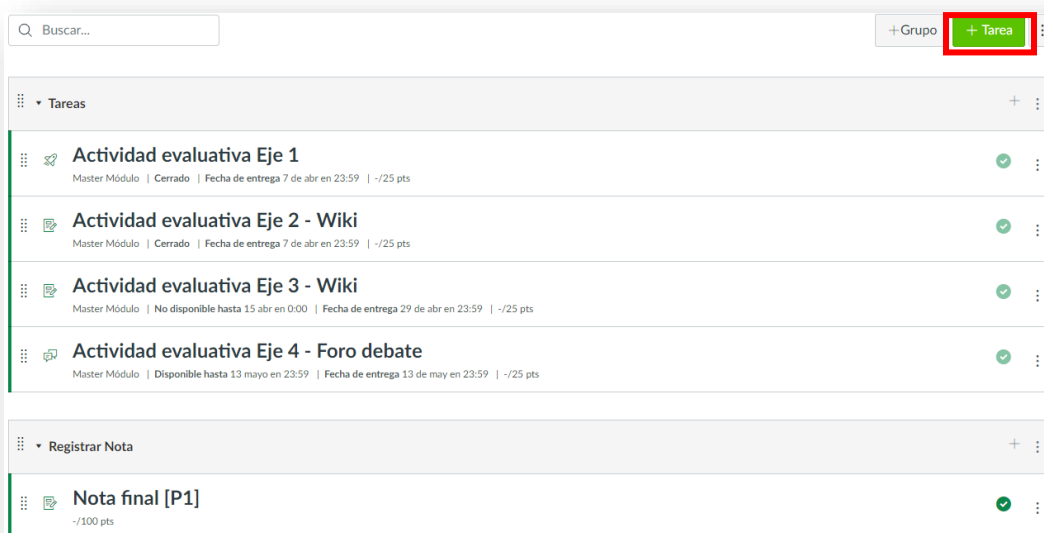 Buscar...
+Grupo
+ Tarea
Tareas
Actividad evaluativa Eje 1
Master Módulo | Cerrado | Fecha de entrega 7 de abr en 23:59 | -/25 pts
Actividad evaluativa Eje 2 - Wiki
Master Módulo | Cerrado | Fecha de entrega 7 de abr en 23:59 | -/25 pts
Actividad evaluativa Eje 3 - Wiki
Master Módulo | No disponible hasta 15 abr en 0:00 | Fecha de entrega 29 de abr en 23:59 | -/25 pts
Actividad evaluativa Eje 4 - Foro debate
Master Módulo | Disponible hasta 13 mayo en 23:59 | Fecha de entrega 13 de may en 23:59 | -/25 pts
Registrar Nota
Nota final [P1]
-/100 pts